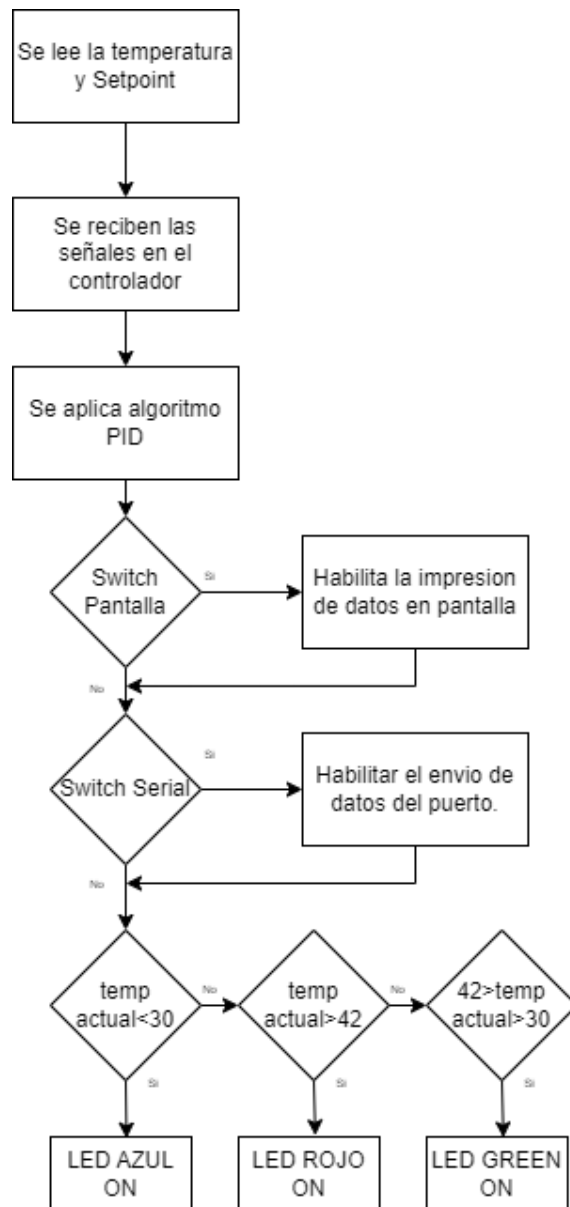 Se lee la temperatura
y Setpoint
Se reciben las
señales en el
controlador
Se aplica algoritmo
PID
Switch
Pantalla
Si
Habilita la impresion
de datos en pantalla
No
Switch Serial
Si
Habilitar el envio de
datos del puerto.
No
temp
actual<30
No
temp
actual>42
No
42>temp
actual>30
Si
Si
Si
LED AZUL
ON
LED ROJO
ON
LED GREEN
ON